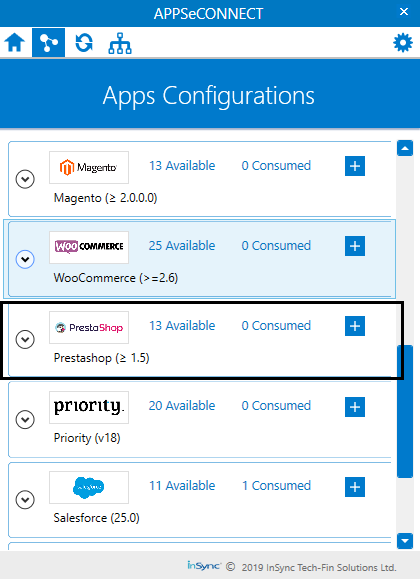 APPSeCONNECT ×
Apps Configurations
Magento 13 Available 0 Consumed +
Magento (≥ 2.0.0.0)
WOO COMMERCE 25 Available 0 Consumed +
WooCommerce (>=2.6)
PRESTASHOP 13 Available 0 Consumed +
Prestashop (≥ 1.5)
priority. 20 Available 0 Consumed +
Priority (v18)
salesforce 11 Available 1 Consumed +
Salesforce (25.0)
inSync © 2019 InSync Tech-Fin Solutions Ltd.